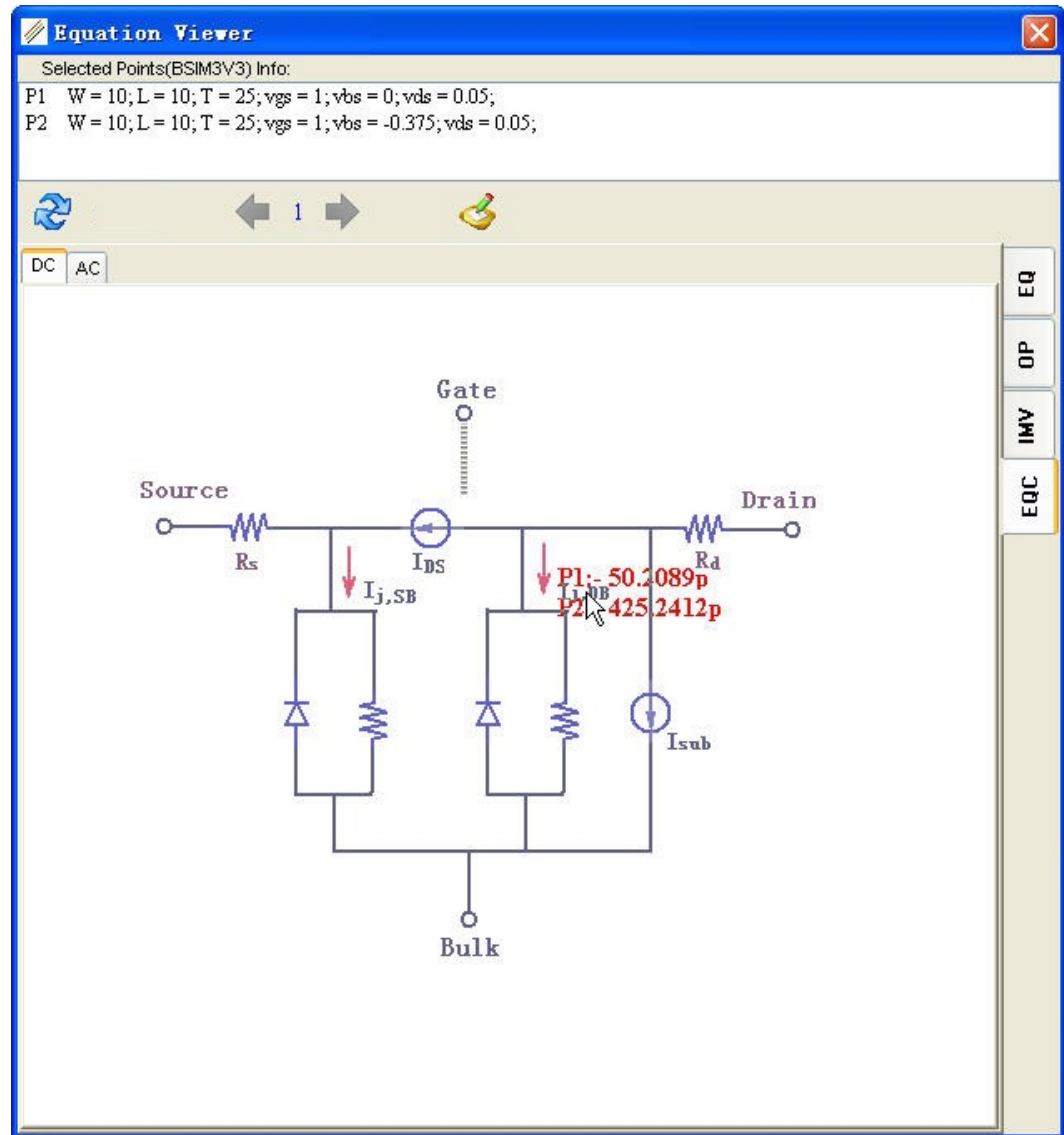 Equation Viewer
Selected Points(BSIM3V3) Info:
P1 W = 10; L = 10; T = 25; vgs = 1; vbs = 0; vds = 0.05;
P2 W = 10; L = 10; T = 25; vgs = 1; vbs = -0.375; vds = 0.05;
1
DC AC
EQ
OP
IMV
EQC
Gate
Source
Drain
Rs
IDS
Rd
Ij,SB
P1:- 50.2089p
425.2412p
Isub
Bulk